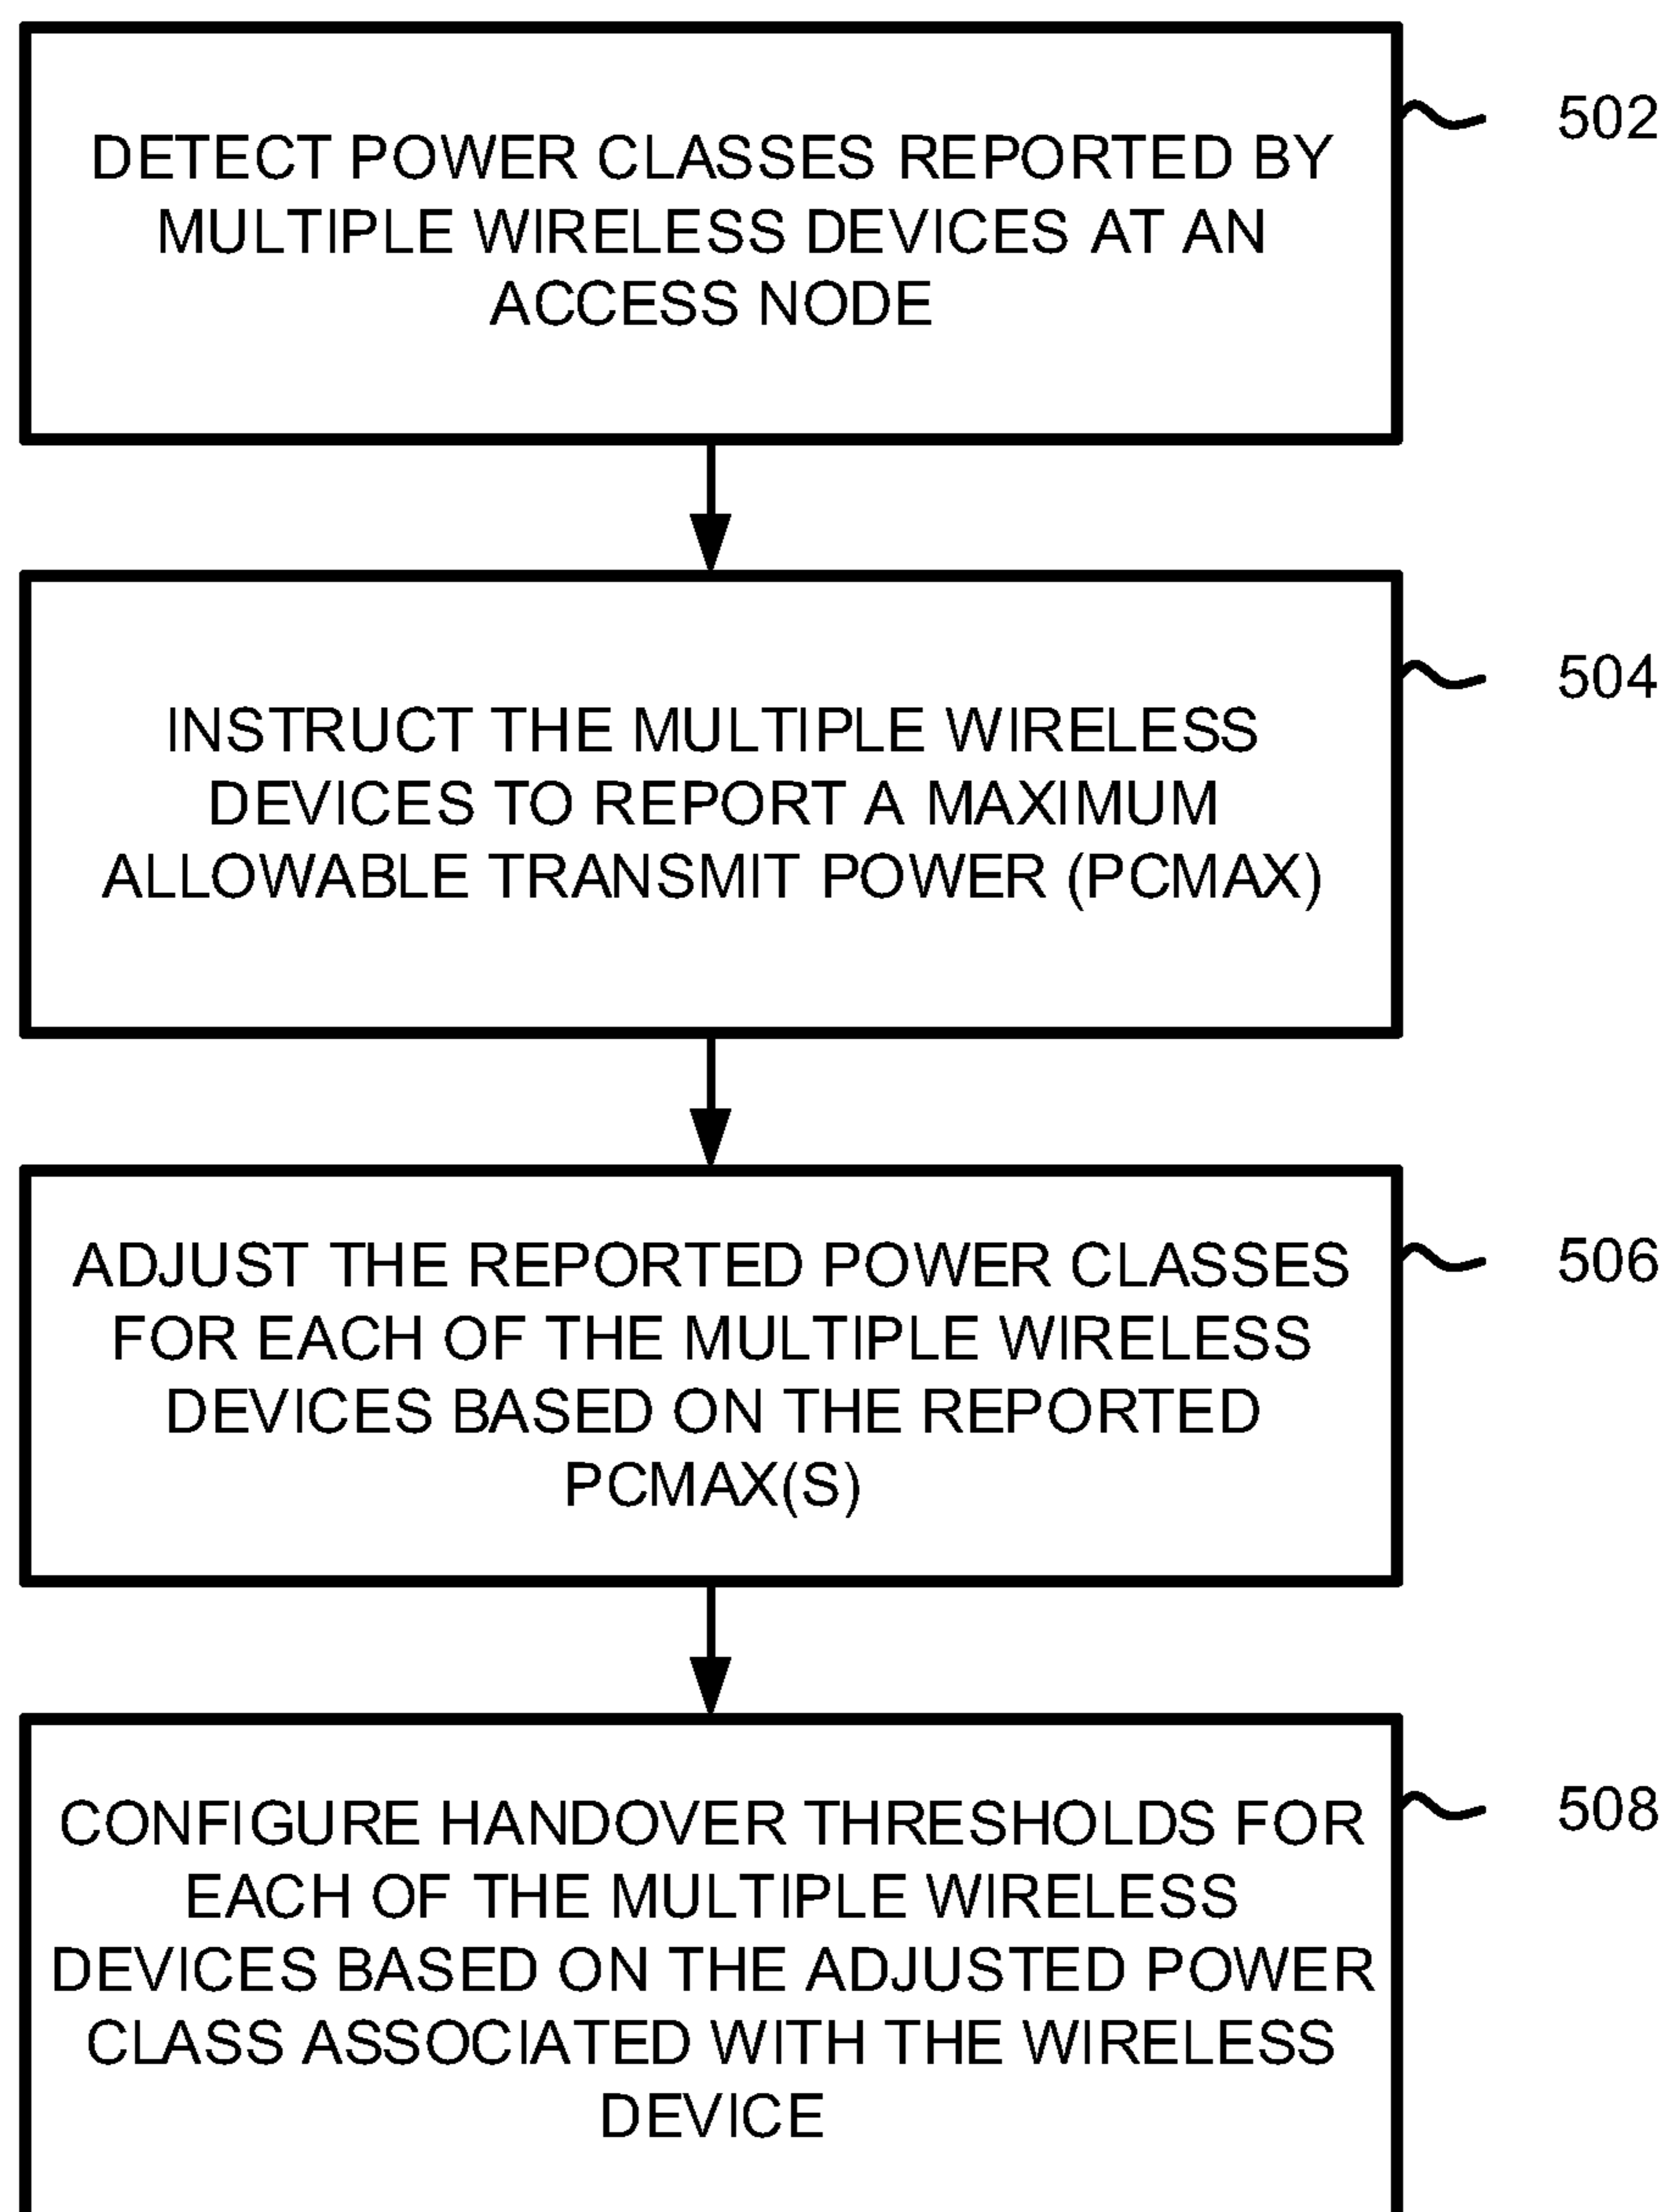 DETECT POWER CLASSES REPORTED BY
MULTIPLE WIRELESS DEVICES AT AN
ACCESS NODE
502
INSTRUCT THE MULTIPLE WIRELESS
DEVICES TO REPORT A MAXIMUM
ALLOWABLE TRANSMIT POWER (PCMAX)
504
ADJUST THE REPORTED POWER CLASSES
FOR EACH OF THE MULTIPLE WIRELESS
DEVICES BASED ON THE REPORTED
PCMAX(S)
506
CONFIGURE HANDOVER THRESHOLDS FOR
EACH OF THE MULTIPLE WIRELESS
DEVICES BASED ON THE ADJUSTED POWER
CLASS ASSOCIATED WITH THE WIRELESS
DEVICE
508